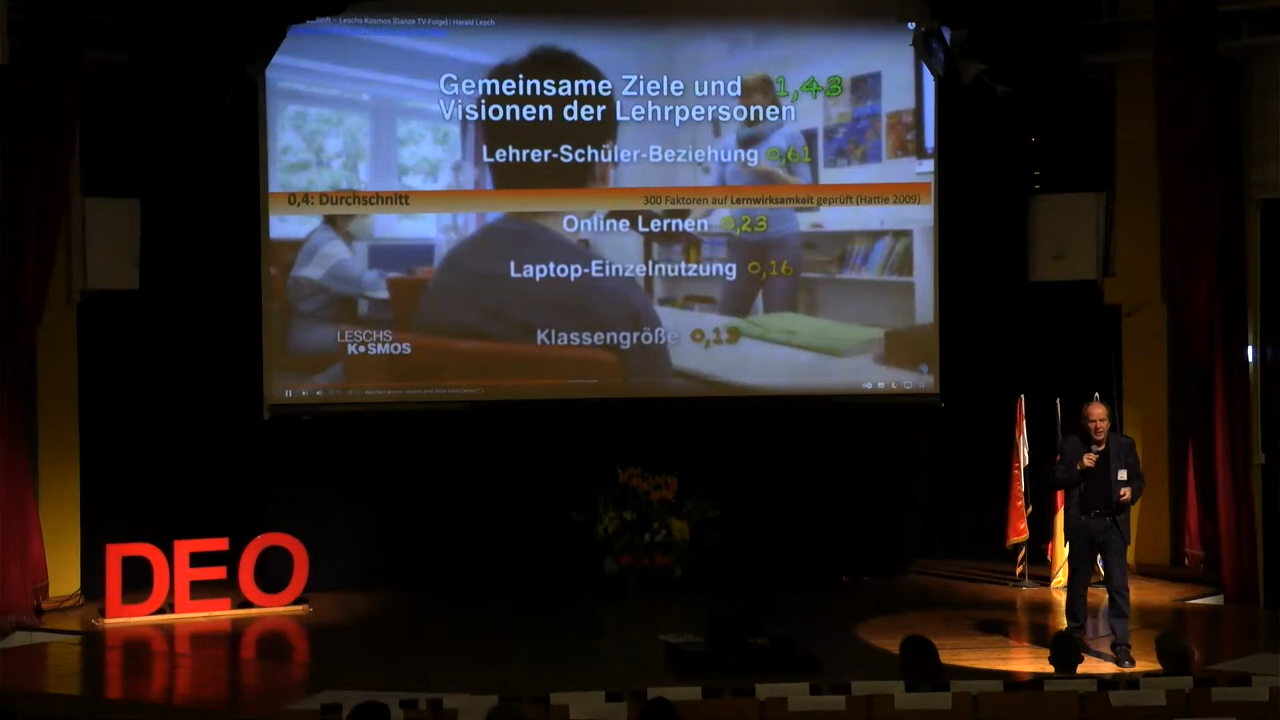 Leschs Kosmos [Ganze TV-Folge] | Harald Lesch
Gemeinsame Ziele und 1,43
Visionen der Lehrpersonen
Lehrer-Schüler-Beziehung 0,61
0,4: Durchschnitt 300 Faktoren auf Lernwirksamkeit geprüft (Hattie 2009)
Online Lernen 0,23
Laptop-Einzelnutzung 0,16
Klassengröße
LESCHS
KOSMOS
DEO